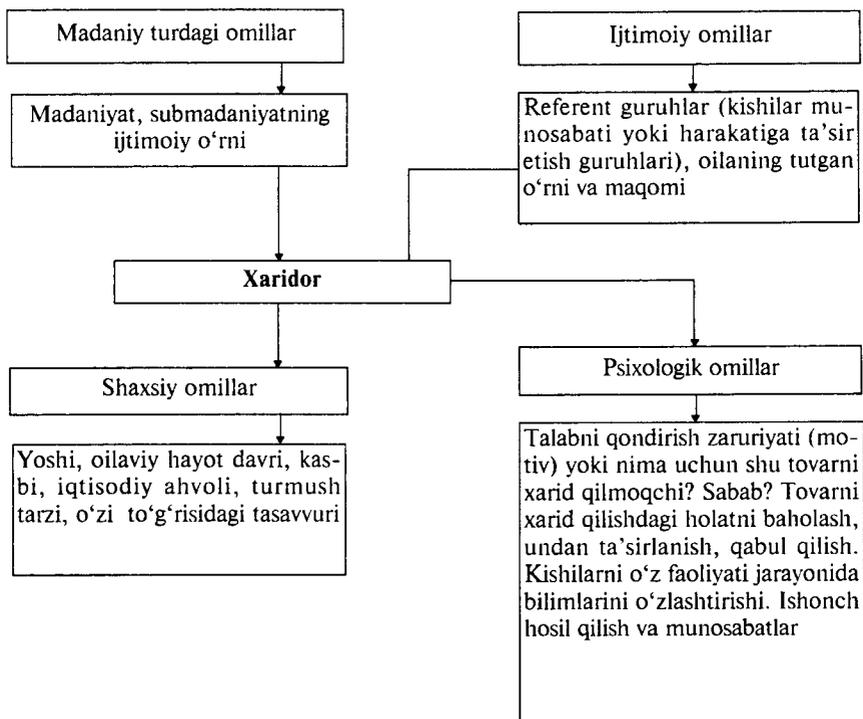 Madaniy turdagi omillar
Madaniyat, submadaniyatning
ijtimoiy o‘rni
Ijtimoiy omillar
Referent guruhlar (kishilar mu-
nosabati yoki harakatiga ta’sir
etish guruhlari), oilaning tutgan
o‘rni va maqomi
Xaridor
Shaxsiy omillar
Yoshi, oilaviy hayot davri, kas-
bi, iqtisodiy ahvoli, turmush
tarzi, o‘zi to‘g‘risidagi tasavvuri
Psixologik omillar
Talabni qondirish zaruriyati (mo-
tiv) yoki nima uchun shu tovarni
xarid qilmoqchi? Sabab? Tovarni
xarid qilishdagi holatni baholash,
undan ta’sirlanish, qabul qilish.
Kishilarni o‘z faoliyati jarayonida
bilimlarini o‘zlashtirishi. Ishonch
hosil qilish va munosabatlar